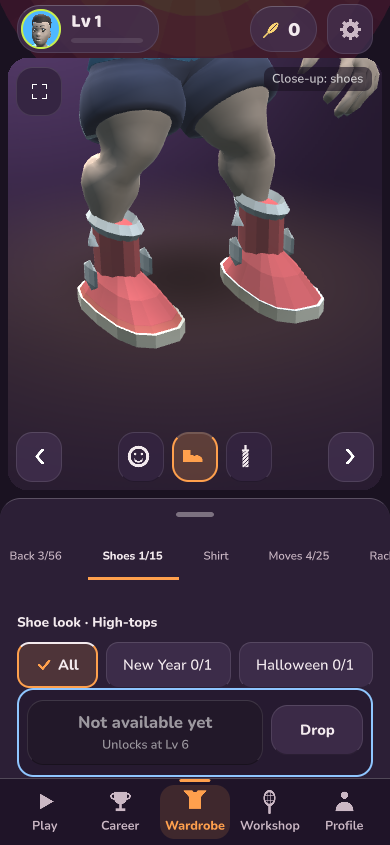 Lv 1
0
Close-up: shoes
Back 3/56
Shoes 1/15
Shirt
Moves 4/25
Shoe look · High-tops
All
New Year 0/1
Halloween 0/1
Not available yet
Unlocks at Lv 6
Drop
Play
Career
Wardrobe
Workshop
Profile